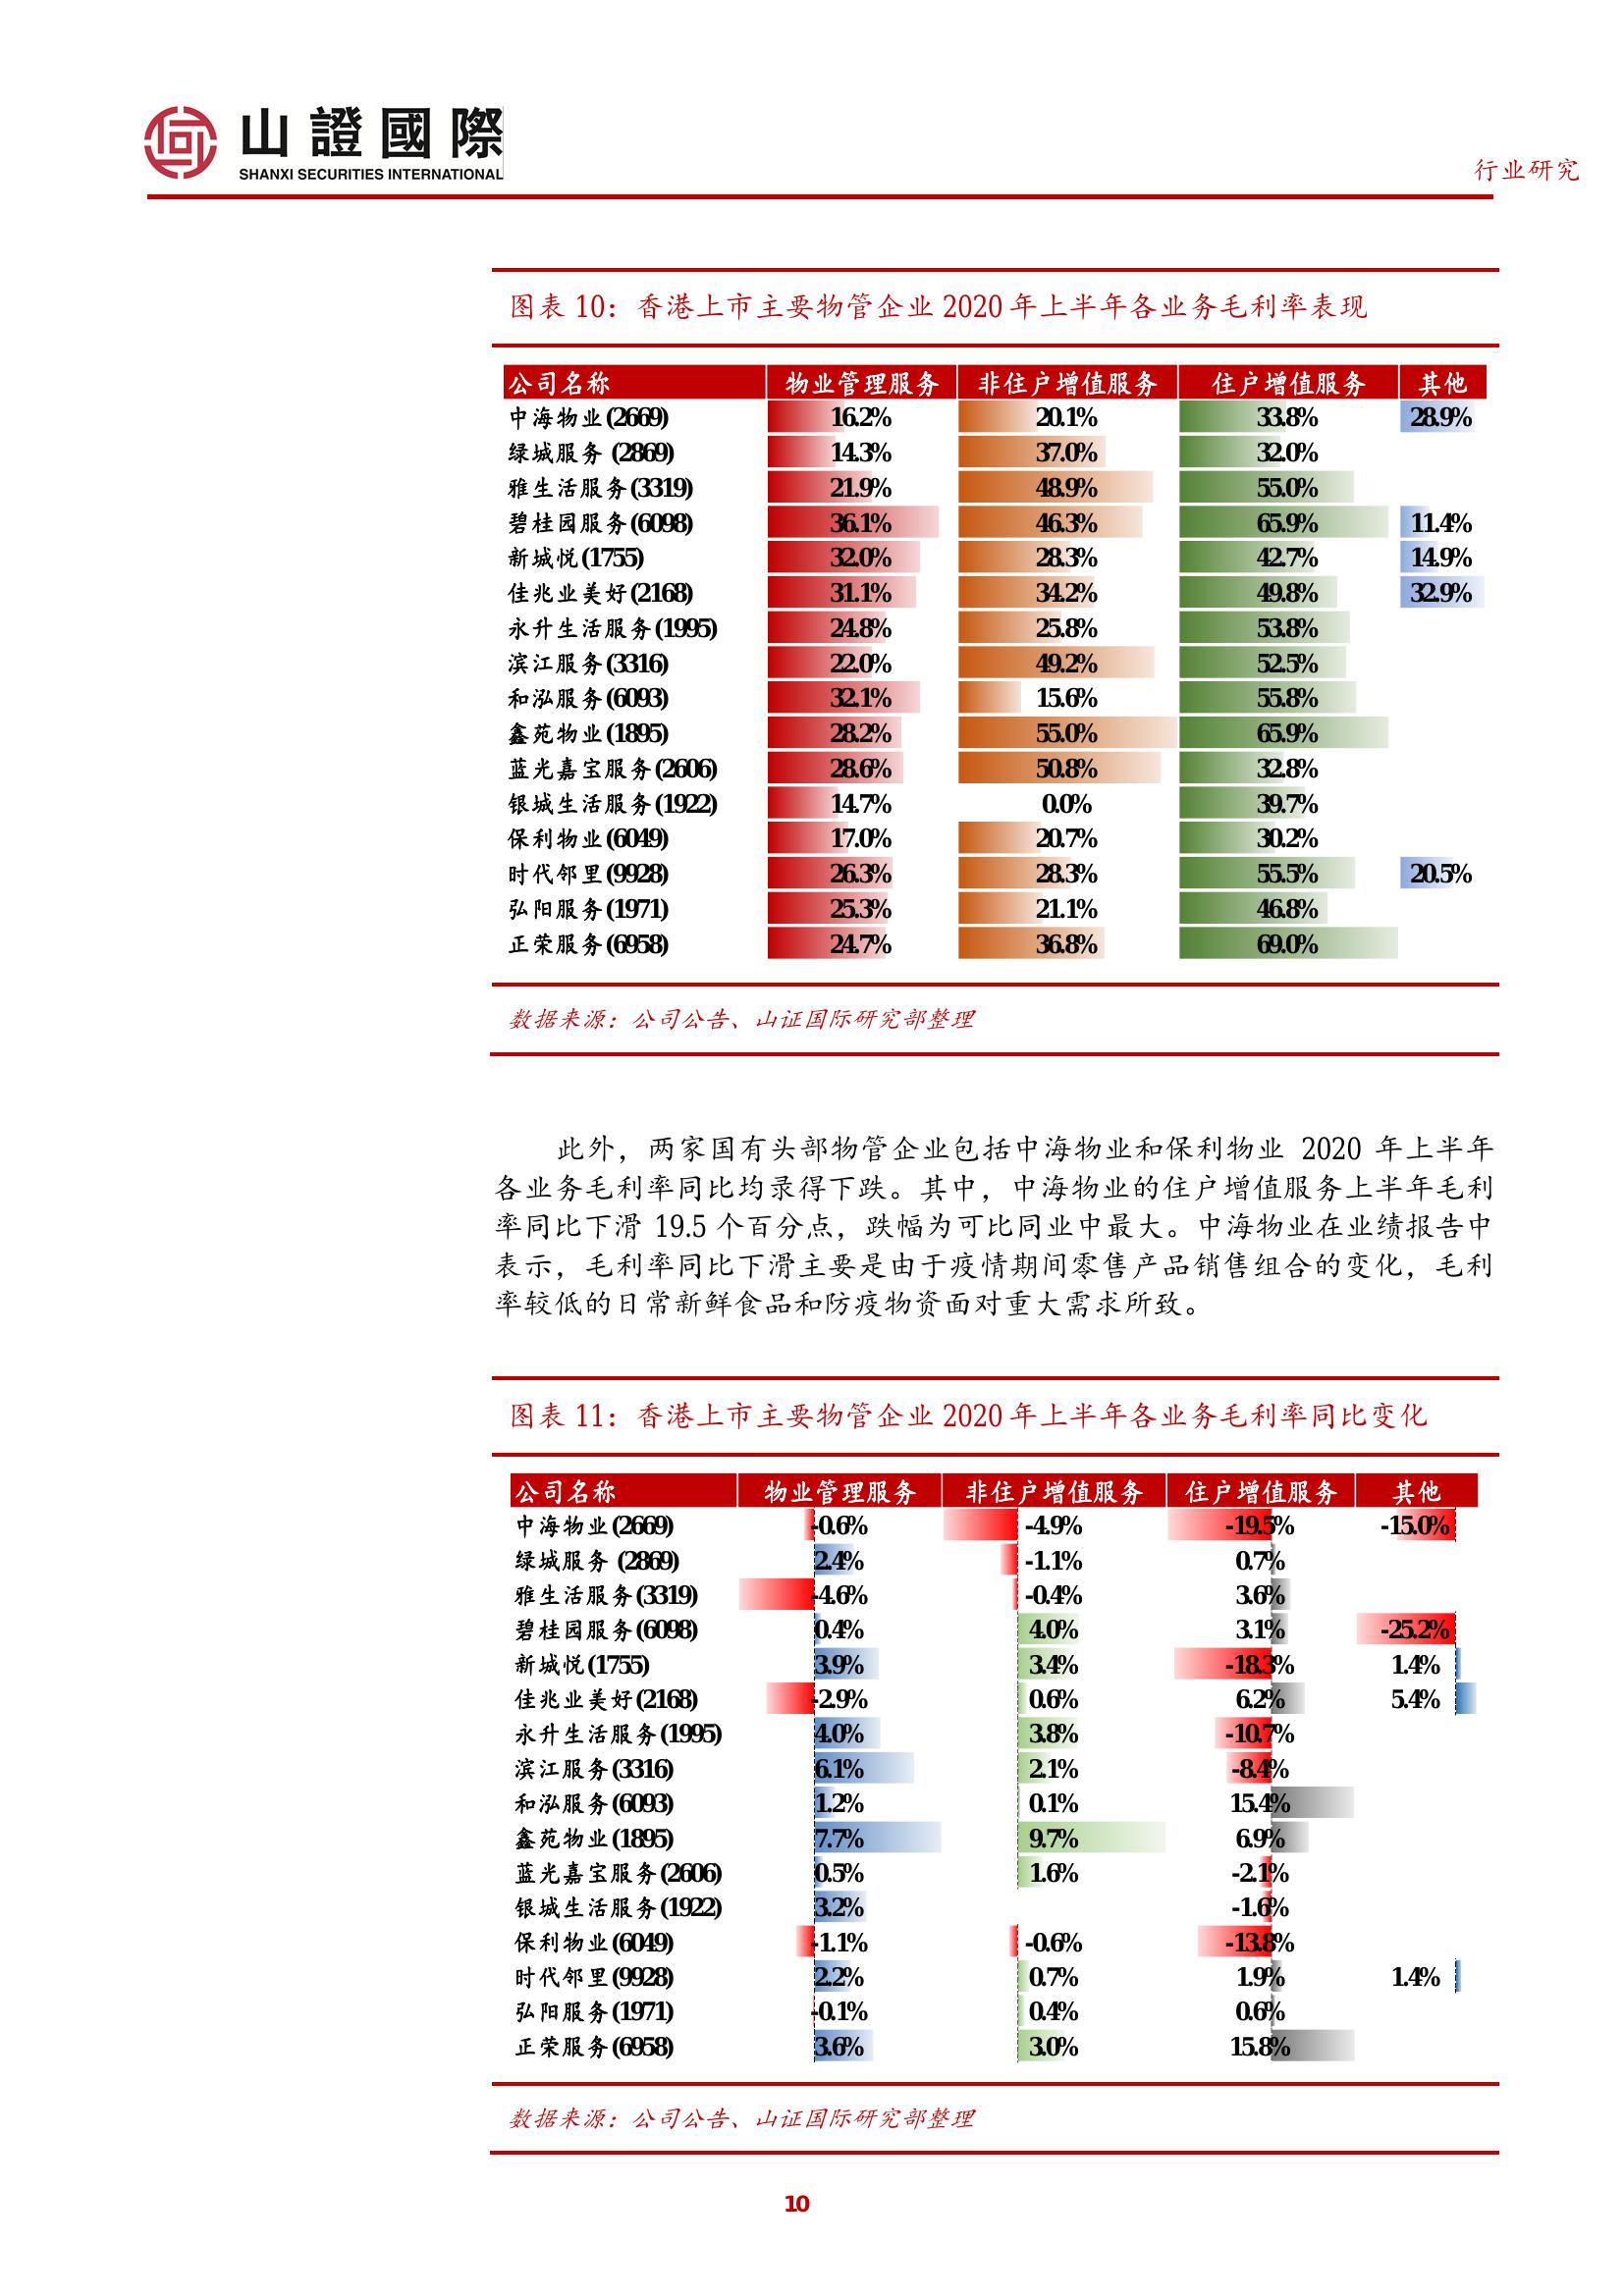 山證國際
SHANXI SECURITIES INTERNATIONAL
行业研究
图表 10：香港上市主要物管企业 2020 年上半年各业务毛利率表现
公司名称 物业管理服务 非住户增值服务 住户增值服务 其他
中海物业(2669) 16.2% 20.1% 33.8% 28.9%
绿城服务 (2869) 14.3% 37.0% 32.0%
雅生活服务(3319) 21.9% 48.9% 55.0%
碧桂园服务(6098) 36.1% 46.3% 65.9% 11.4%
新城悦(1755) 32.0% 28.3% 42.7% 14.9%
佳兆业美好(2168) 31.1% 34.2% 49.8% 32.9%
永升生活服务(1995) 24.8% 25.8% 53.8%
滨江服务(3316) 22.0% 49.2% 52.5%
和泓服务(6093) 32.1% 15.6% 55.8%
鑫苑物业(1895) 28.2% 55.0% 65.9%
蓝光嘉宝服务(2606) 28.6% 50.8% 32.8%
银城生活服务(1922) 14.7% 0.0% 39.7%
保利物业(6049) 17.0% 20.7% 30.2%
时代邻里(9928) 26.3% 28.3% 55.5% 20.5%
弘阳服务(1971) 25.3% 21.1% 46.8%
正荣服务(6958) 24.7% 36.8% 69.0%
数据来源：公司公告、山证国际研究部整理
此外，两家国有头部物管企业包括中海物业和保利物业 2020 年上半年
各业务毛利率同比均录得下跌。其中，中海物业的住户增值服务上半年毛利
率同比下滑 19.5 个百分点，跌幅为可比同业中最大。中海物业在业绩报告中
表示，毛利率同比下滑主要是由于疫情期间零售产品销售组合的变化，毛利
率较低的日常新鲜食品和防疫物资面对重大需求所致。
图表 11：香港上市主要物管企业 2020 年上半年各业务毛利率同比变化
公司名称 物业管理服务 非住户增值服务 住户增值服务 其他
中海物业(2669) -0.6% -4.9% -19.5% -15.0%
绿城服务 (2869) 2.4% -1.1% 0.7%
雅生活服务(3319) -4.6% -0.4% 3.6%
碧桂园服务(6098) 0.4% 4.0% 3.1% -25.2%
新城悦(1755) 3.9% 3.4% -18.3% 1.4%
佳兆业美好(2168) -2.9% 0.6% 6.2% 5.4%
永升生活服务(1995) 4.0% 3.8% -10.7%
滨江服务(3316) 6.1% 2.1% -8.4%
和泓服务(6093) 1.2% 0.1% 15.4%
鑫苑物业(1895) 7.7% 9.7% 6.9%
蓝光嘉宝服务(2606) 0.5% 1.6% -2.1%
银城生活服务(1922) 3.2% -1.6%
保利物业(6049) -1.1% -0.6% -13.8%
时代邻里(9928) 2.2% 0.7% 1.9% 1.4%
弘阳服务(1971) -0.1% 0.4% 0.6%
正荣服务(6958) 3.6% 3.0% 15.8%
数据来源：公司公告、山证国际研究部整理
10